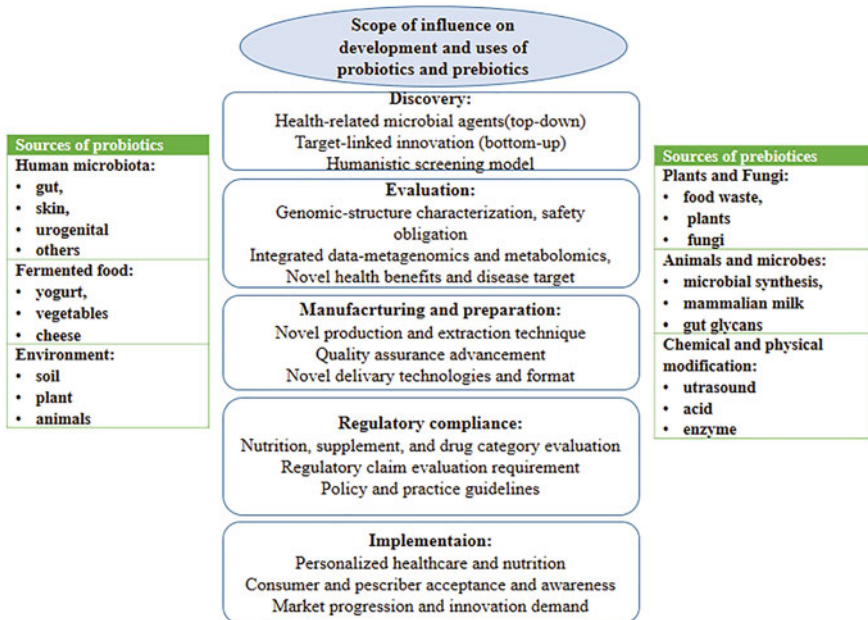 Scope of influence on
development and uses of
probiotics and prebiotics
Discovery:
Health-related microbial agents(top-down)
Target-linked innovation (bottom-up)
Humanistic screening model
Evaluation:
Genomic-structure characterization, safety
obligation
Integrated data-metagenomics and metabolomics,
Novel health benefits and disease target
Manufacrturing and preparation:
Novel production and extraction technique
Quality assurance advancement
Novel delivary technologies and format
Regulatory compliance:
Nutrition, supplement, and drug category evaluation
Regulatory claim evaluation requirement
Policy and practice guidelines
Implementaion:
Personalized healthcare and nutrition
Consumer and pescriber acceptance and awareness
Market progression and innovation demand
Sources of probiotics
Human microbiota:
• gut,
• skin,
• urogenital
• others
Fermented food:
• yogurt,
• vegetables
• cheese
Environment:
• soil
• plant
• animals
Sources of prebiotices
Plants and Fungi:
• food waste,
• plants
• fungi
Animals and microbes:
• microbial synthesis,
• mammalian milk
• gut glycans
Chemical and physical
modification:
• utrasound
• acid
• enzyme